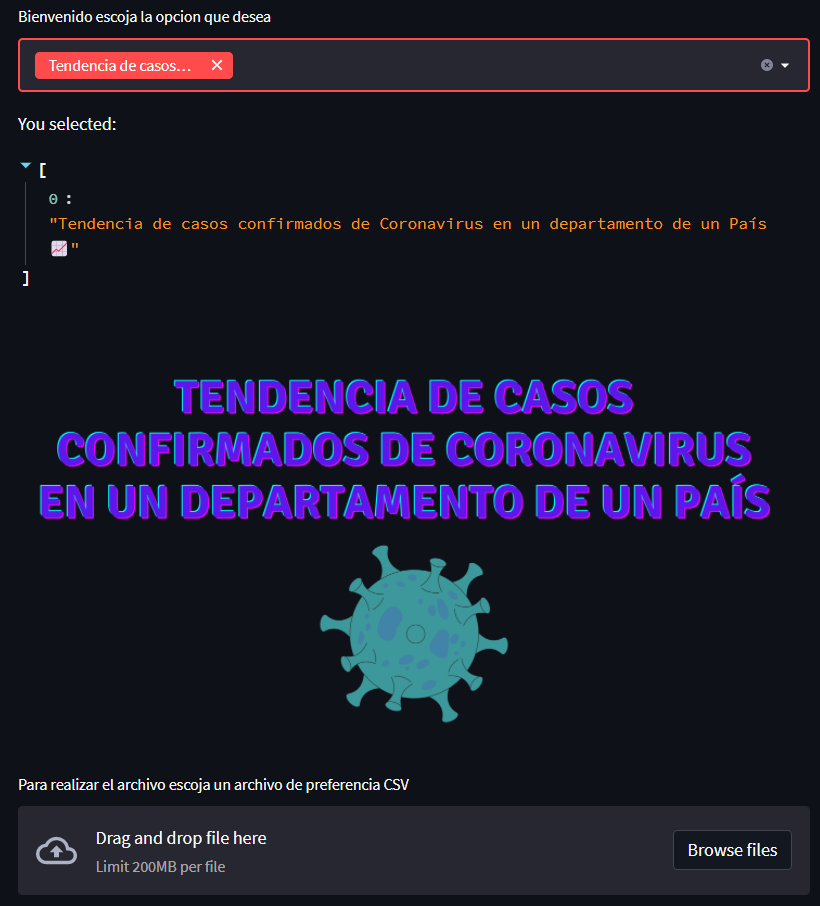 Bienvenido escoja la opcion que desea
Tendencia de casos...
You selected:
[
0 :
"Tendencia de casos confirmados de Coronavirus en un departamento de un País
📈"
]
TENDENCIA DE CASOS
CONFIRMADOS DE CORONAVIRUS
EN UN DEPARTAMENTO DE UN PAÍS
Para realizar el archivo escoja un archivo de preferencia CSV
Drag and drop file here
Limit 200MB per file
Browse files